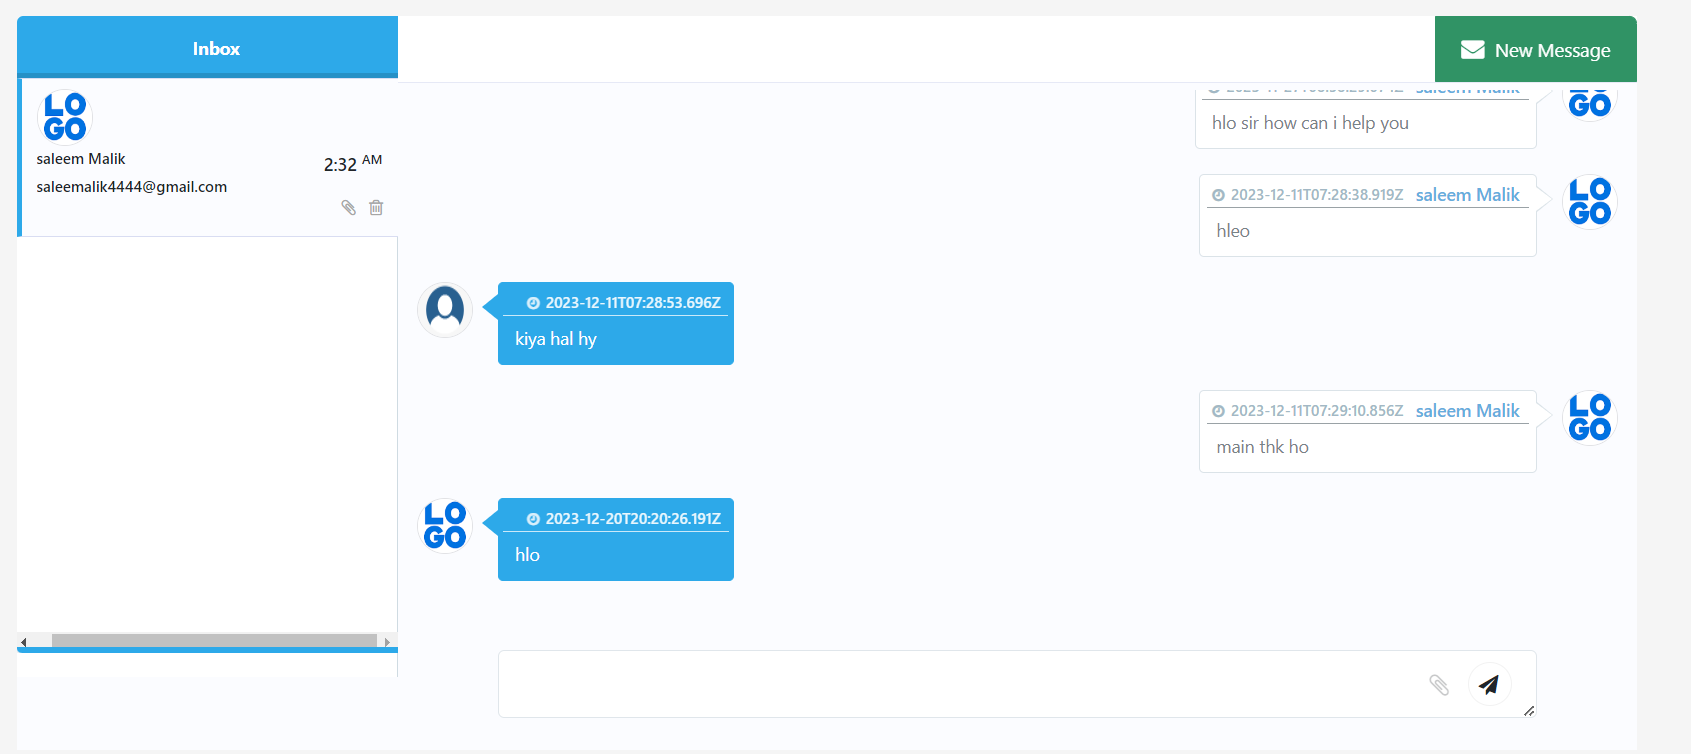 Inbox
New Message
LO
GO
saleem Malik
2:32 AM
saleemalik4444@gmail.com
saleem Malik
LO
GO
hlo sir how can i help you
2023-12-11T07:28:38.919Z saleem Malik
LO
GO
hleo
2023-12-11T07:28:53.696Z
kiya hal hy
2023-12-11T07:29:10.856Z saleem Malik
LO
GO
main thk ho
LO
GO
2023-12-20T20:20:26.191Z
hlo